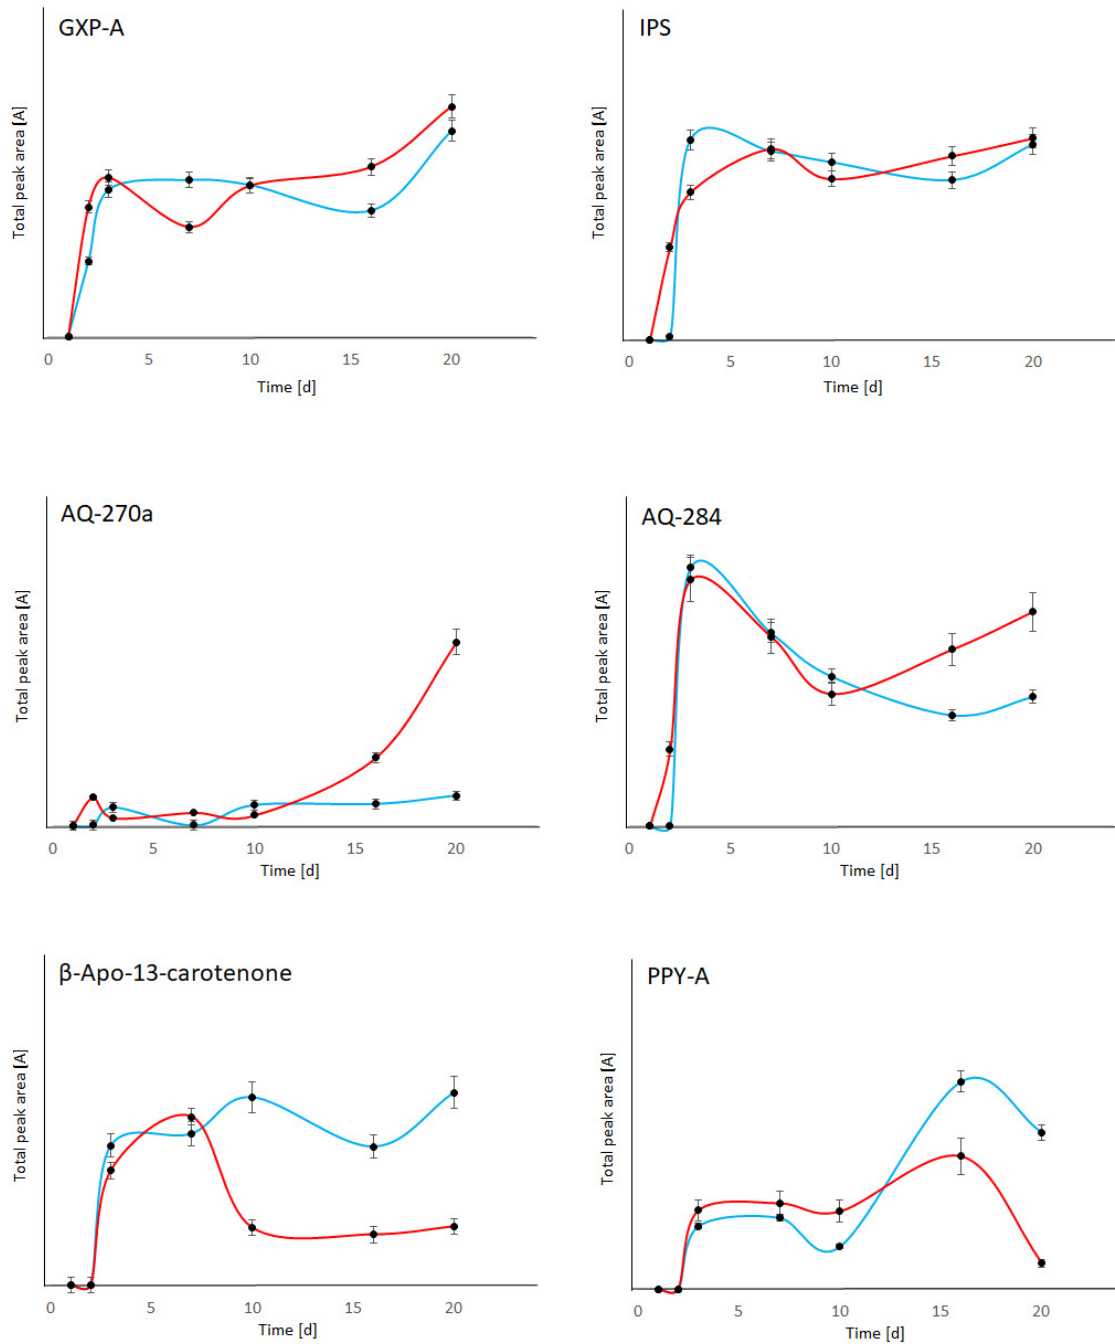 GXP-A
Total peak area [A]
0 5 10 15 20
Time [d]
IPS
Total peak area [A]
0 5 10 15 20
Time [d]
AQ-270a
Total peak area [A]
0 5 10 15 20
Time [d]
AQ-284
Total peak area [A]
0 5 10 15 20
Time [d]
β-Apo-13-carotenone
Total peak area [A]
0 5 10 15 20
Time [d]
PPY-A
Total peak area [A]
0 5 10 15 20
Time [d]